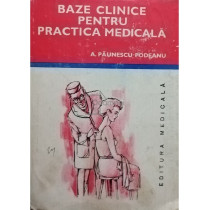 BAZE CLINICE
PENTRU
PRACTICA MEDICALĂ
A. PĂUNESCU PODEANU
EDITURA MEDICALĂ